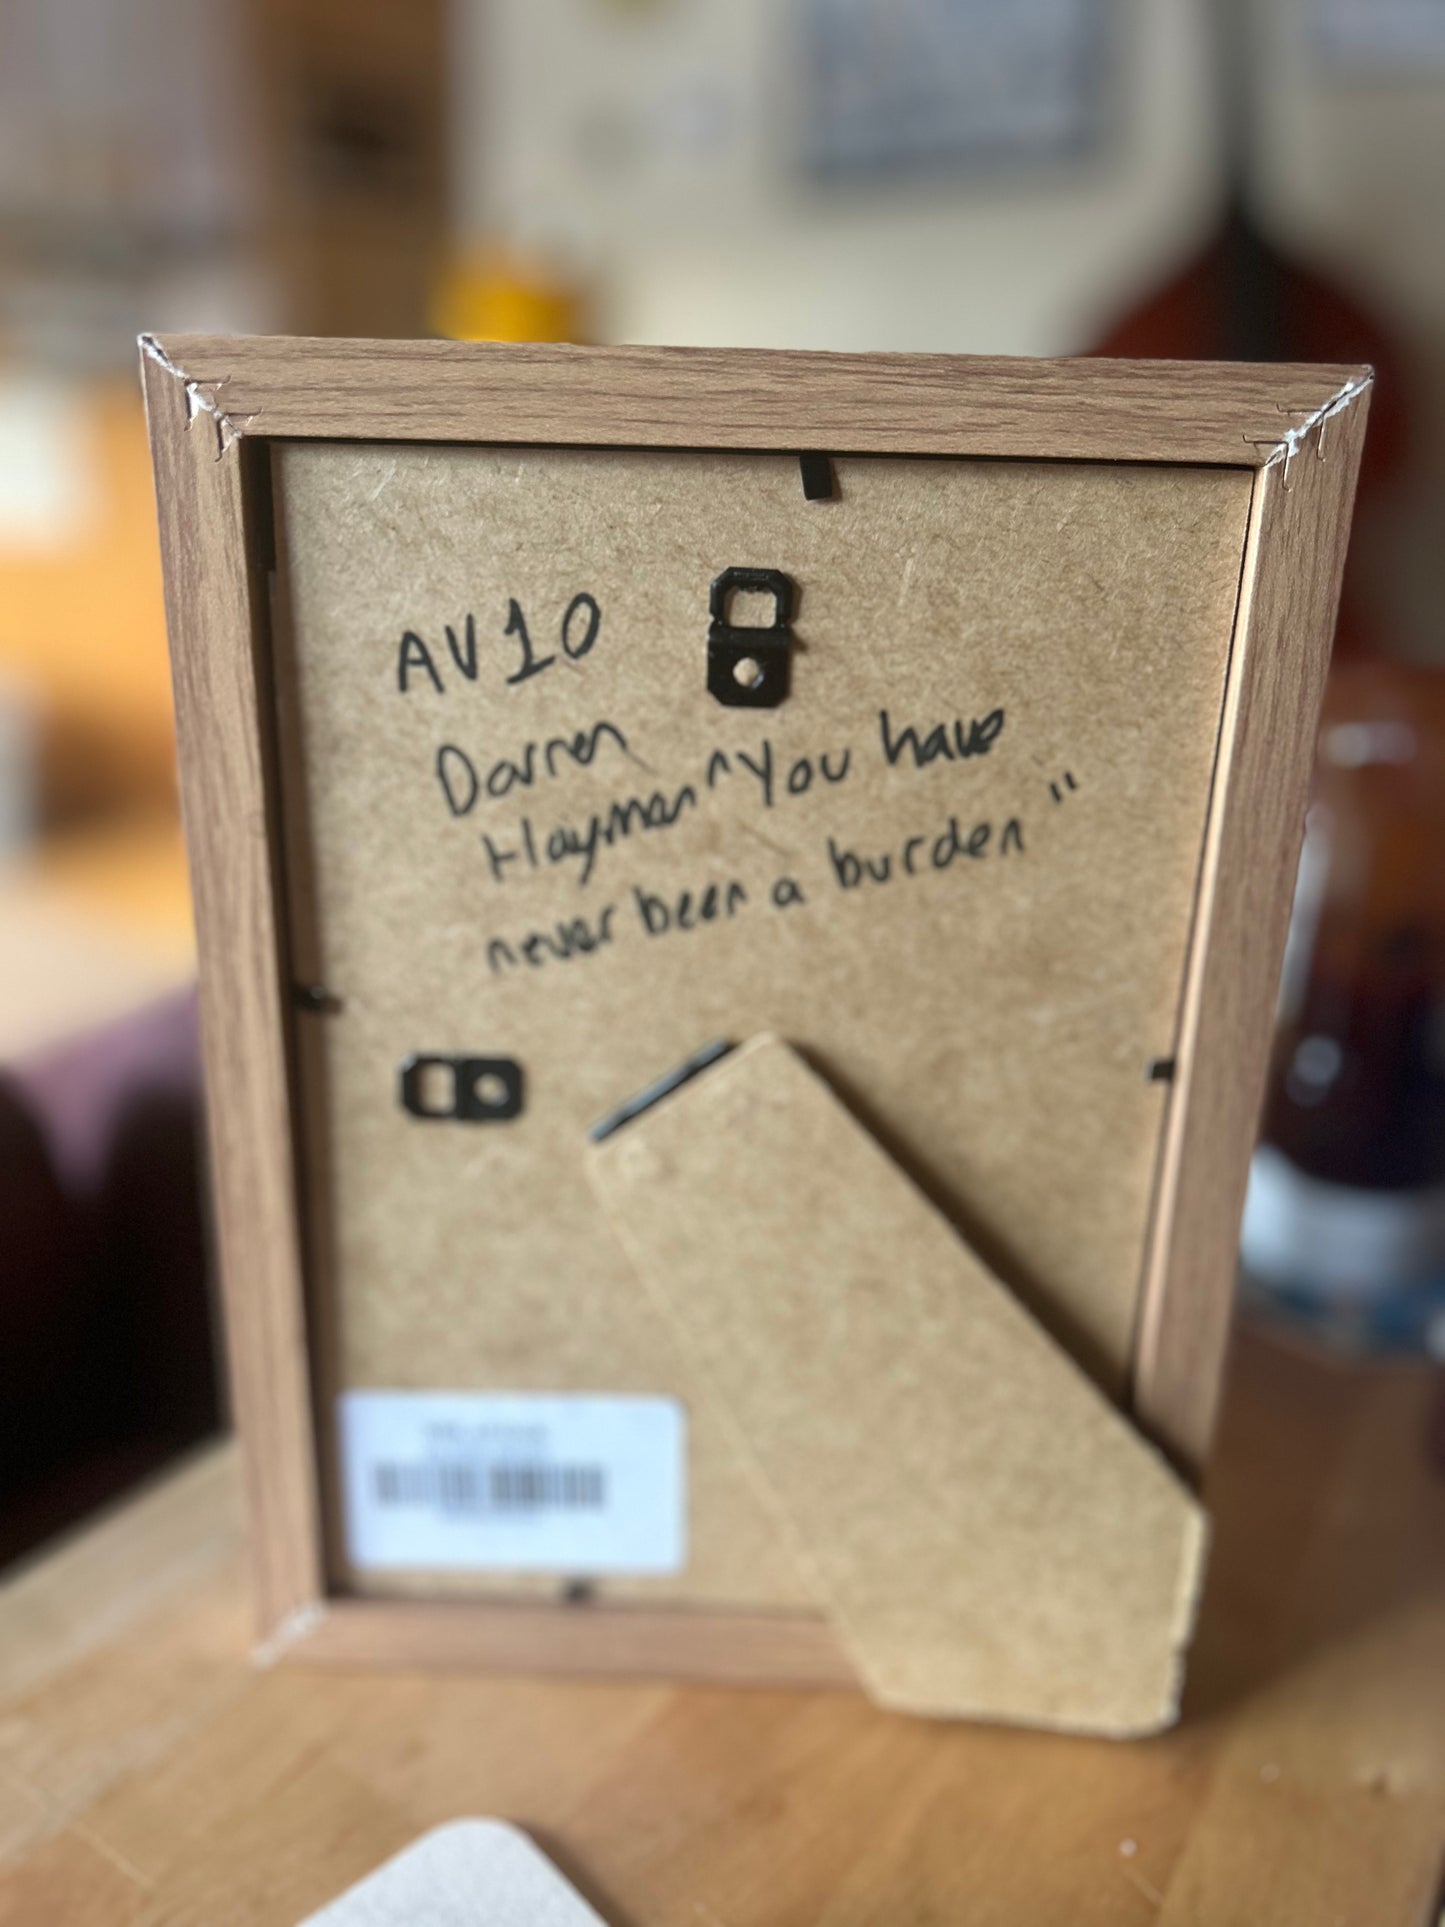 AV10
Darren
Hayman "You have
never been a burden"